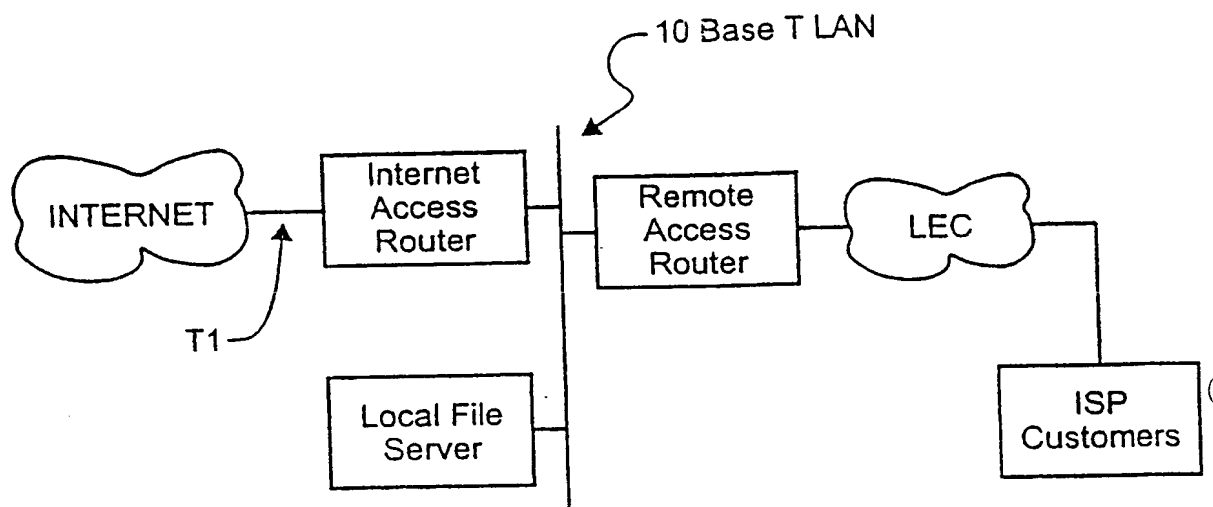 10 Base T LAN
INTERNET
Internet
Access
Router
Remote
Access
Router
LEC
T1
Local File
Server
ISP
Customers